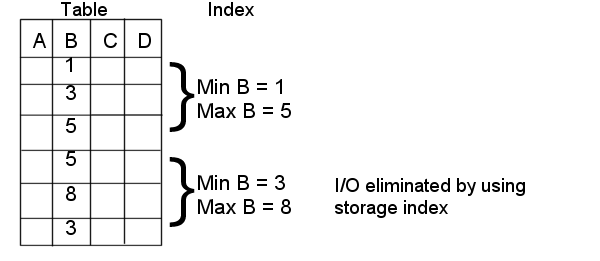 Table Index
A B C D
1
3
5
Min B = 1
Max B = 5
5
8
3
Min B = 3
Max B = 8
I/O eliminated by using
storage index